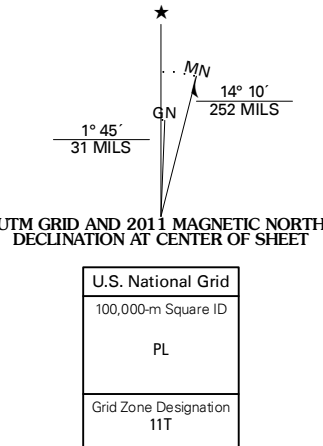 ★
MN
GN
14° 10´
252 MILS
1° 45´
31 MILS
UTM GRID AND 2011 MAGNETIC NORTH
DECLINATION AT CENTER OF SHEET
U.S. National Grid
100,000-m Square ID
PL
Grid Zone Designation
11T